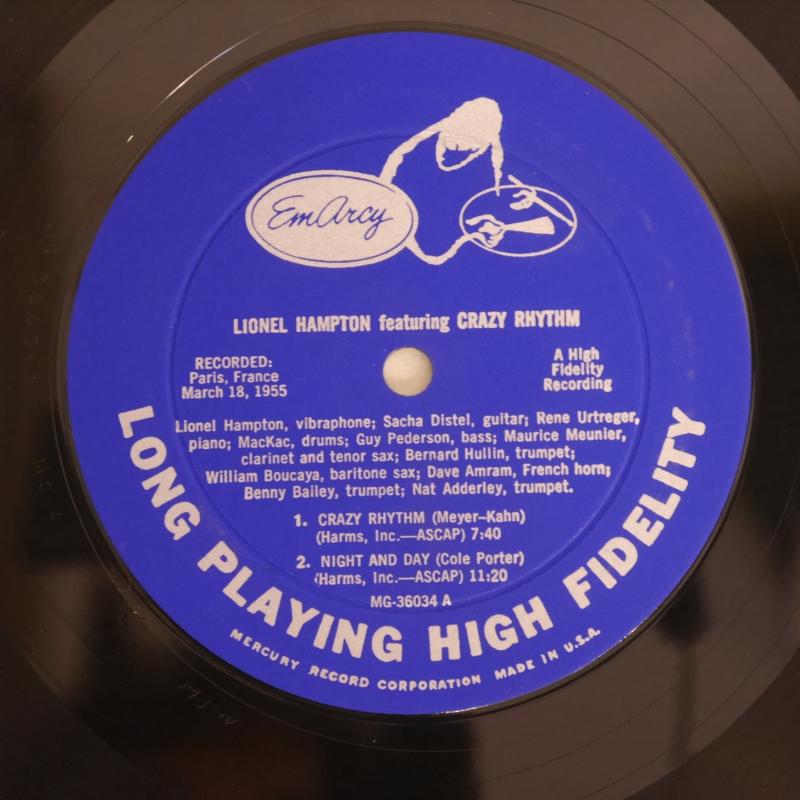 EmArcy
LIONEL HAMPTON featuring CRAZY RHYTHM
RECORDED:
Paris, France
March 18, 1955
A High
Fidelity
Recording
Lionel Hampton, vibraphone; Sacha Distel, guitar; Rene Urtreger,
piano; MacKac, drums; Guy Pederson, bass; Maurice Meunier,
clarinet and tenor sax; Bernard Hullin, trumpet;
William Boucaya, baritone sax; Dave Amram, French horn;
Benny Bailey, trumpet; Nat Adderley, trumpet.
1. CRAZY RHYTHM (Meyer–Kahn)
(Harms, Inc.—ASCAP) 7:40
2. NIGHT AND DAY (Cole Porter)
(Harms, Inc.—ASCAP) 11:20
MG-36034 A
LONG PLAYING HIGH FIDELITY
MERCURY RECORD CORPORATION MADE IN U.S.A.